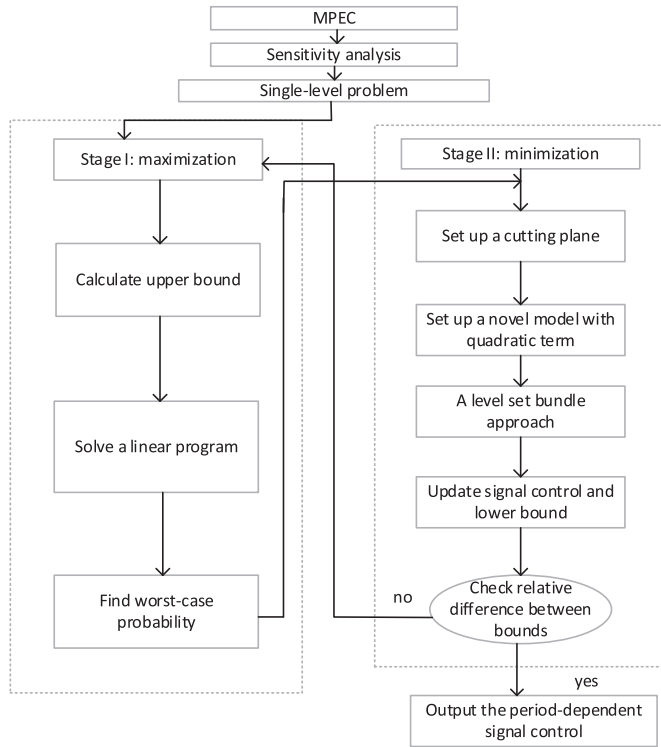 MPEC
Sensitivity analysis
Single-level problem
Stage I: maximization
Calculate upper bound
Solve a linear program
Find worst-case
probability
Stage II: minimization
Set up a cutting plane
Set up a novel model with
quadratic term
A level set bundle
approach
Update signal control and
lower bound
Check relative
difference between
bounds
no
yes
Output the period-dependent
signal control